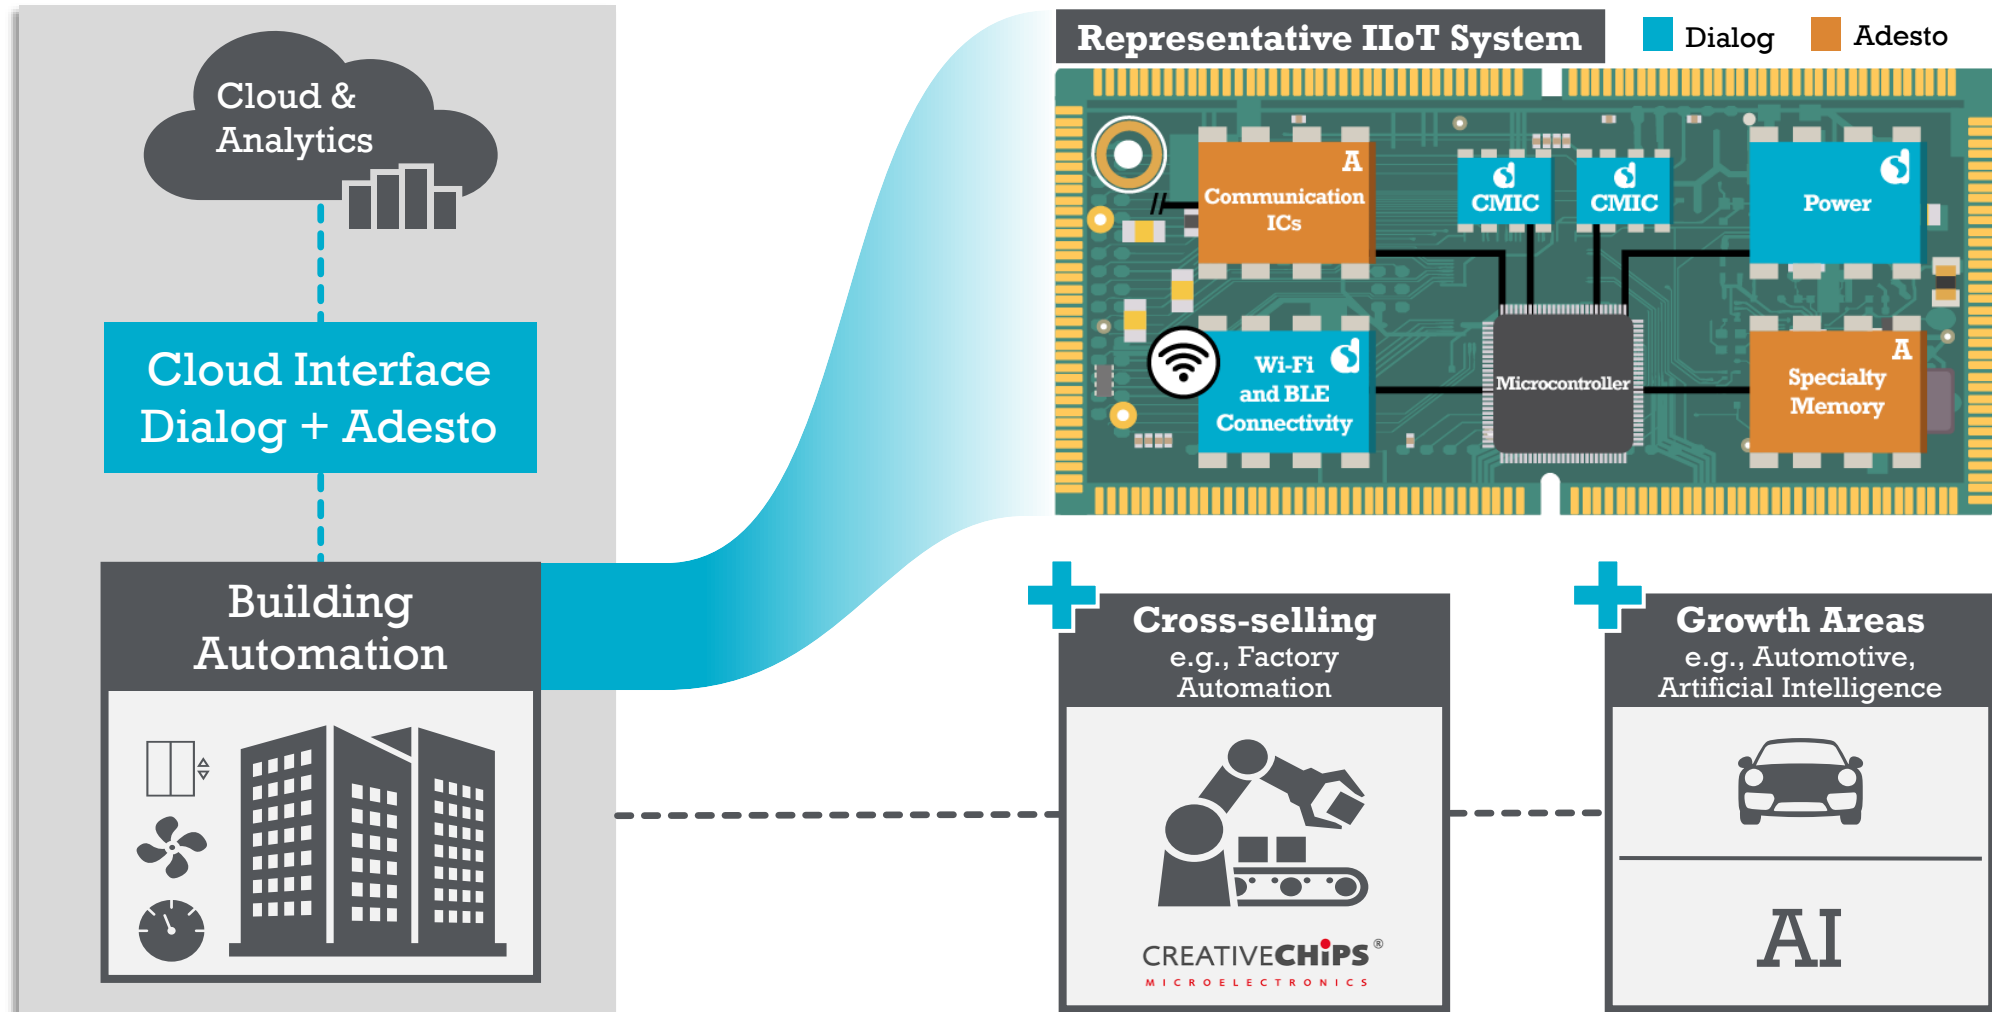 Cloud &
Analytics
Cloud Interface
Dialog + Adesto
Building
Automation
Representative IIoT System
Dialog
Adesto
A
Communication
ICs
CMIC
CMIC
Power
Wi-Fi
and BLE
Connectivity
Microcontroller
A
Specialty
Memory
Cross-selling
e.g., Factory
Automation
CREATIVECHiPS®
MICROELECTRONICS
Growth Areas
e.g., Automotive,
Artificial Intelligence
AI